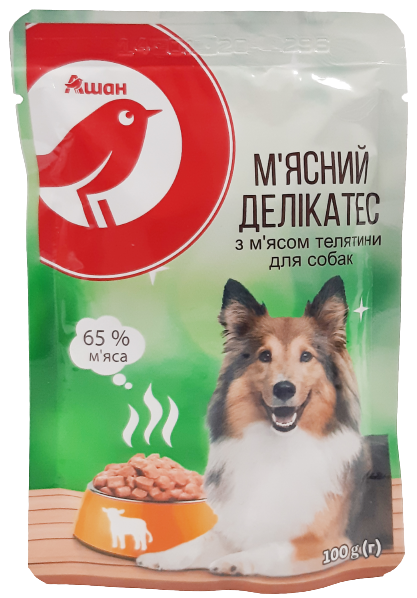 Ашан
М'ЯСНИЙ
ДЕЛІКАТЕС
з м'ясом телятини
для собак
65 %
м'яса
100 g (г)